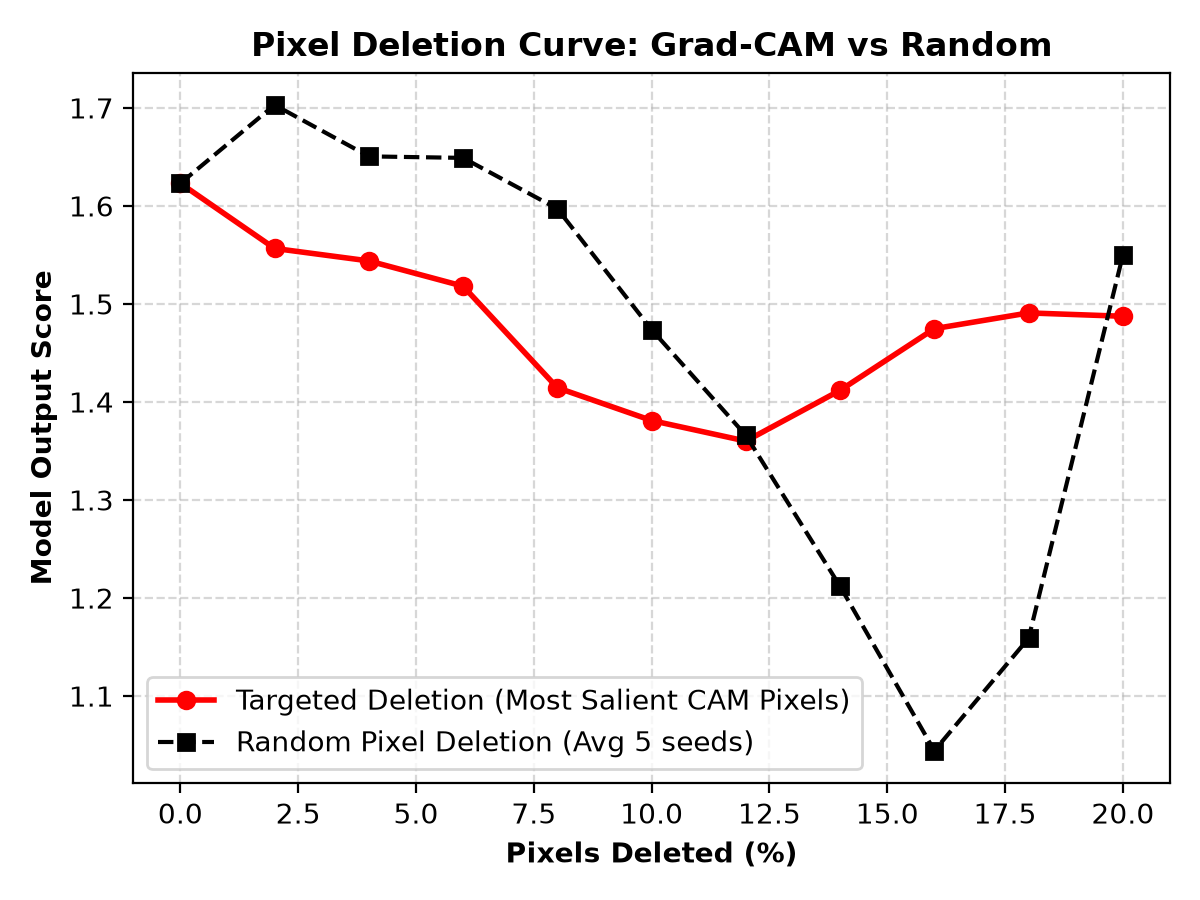 Pixel Deletion Curve: Grad-CAM vs Random
Model Output Score
1.7
1.6
1.5
1.4
1.3
1.2
1.1
Targeted Deletion (Most Salient CAM Pixels)
Random Pixel Deletion (Avg 5 seeds)
0.0 2.5 5.0 7.5 10.0 12.5 15.0 17.5 20.0
Pixels Deleted (%)